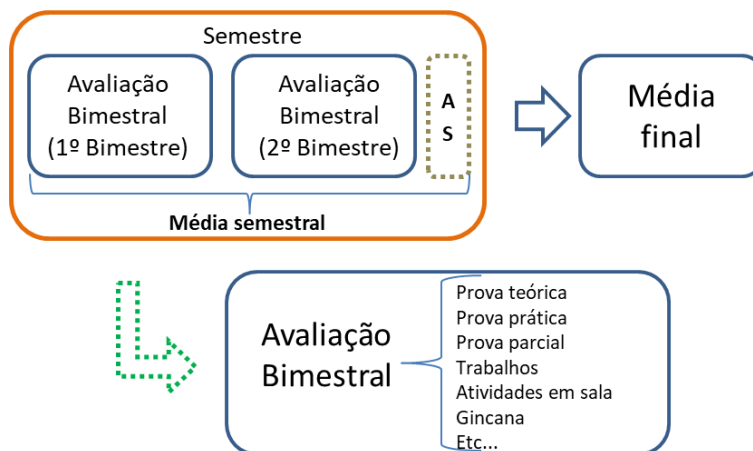 Semestre
Avaliação
Bimestral
(1º Bimestre)
Avaliação
Bimestral
(2º Bimestre)
A
S
Média semestral
Média
final
Avaliação
Bimestral
Prova teórica
Prova prática
Prova parcial
Trabalhos
Atividades em sala
Gincana
Etc...